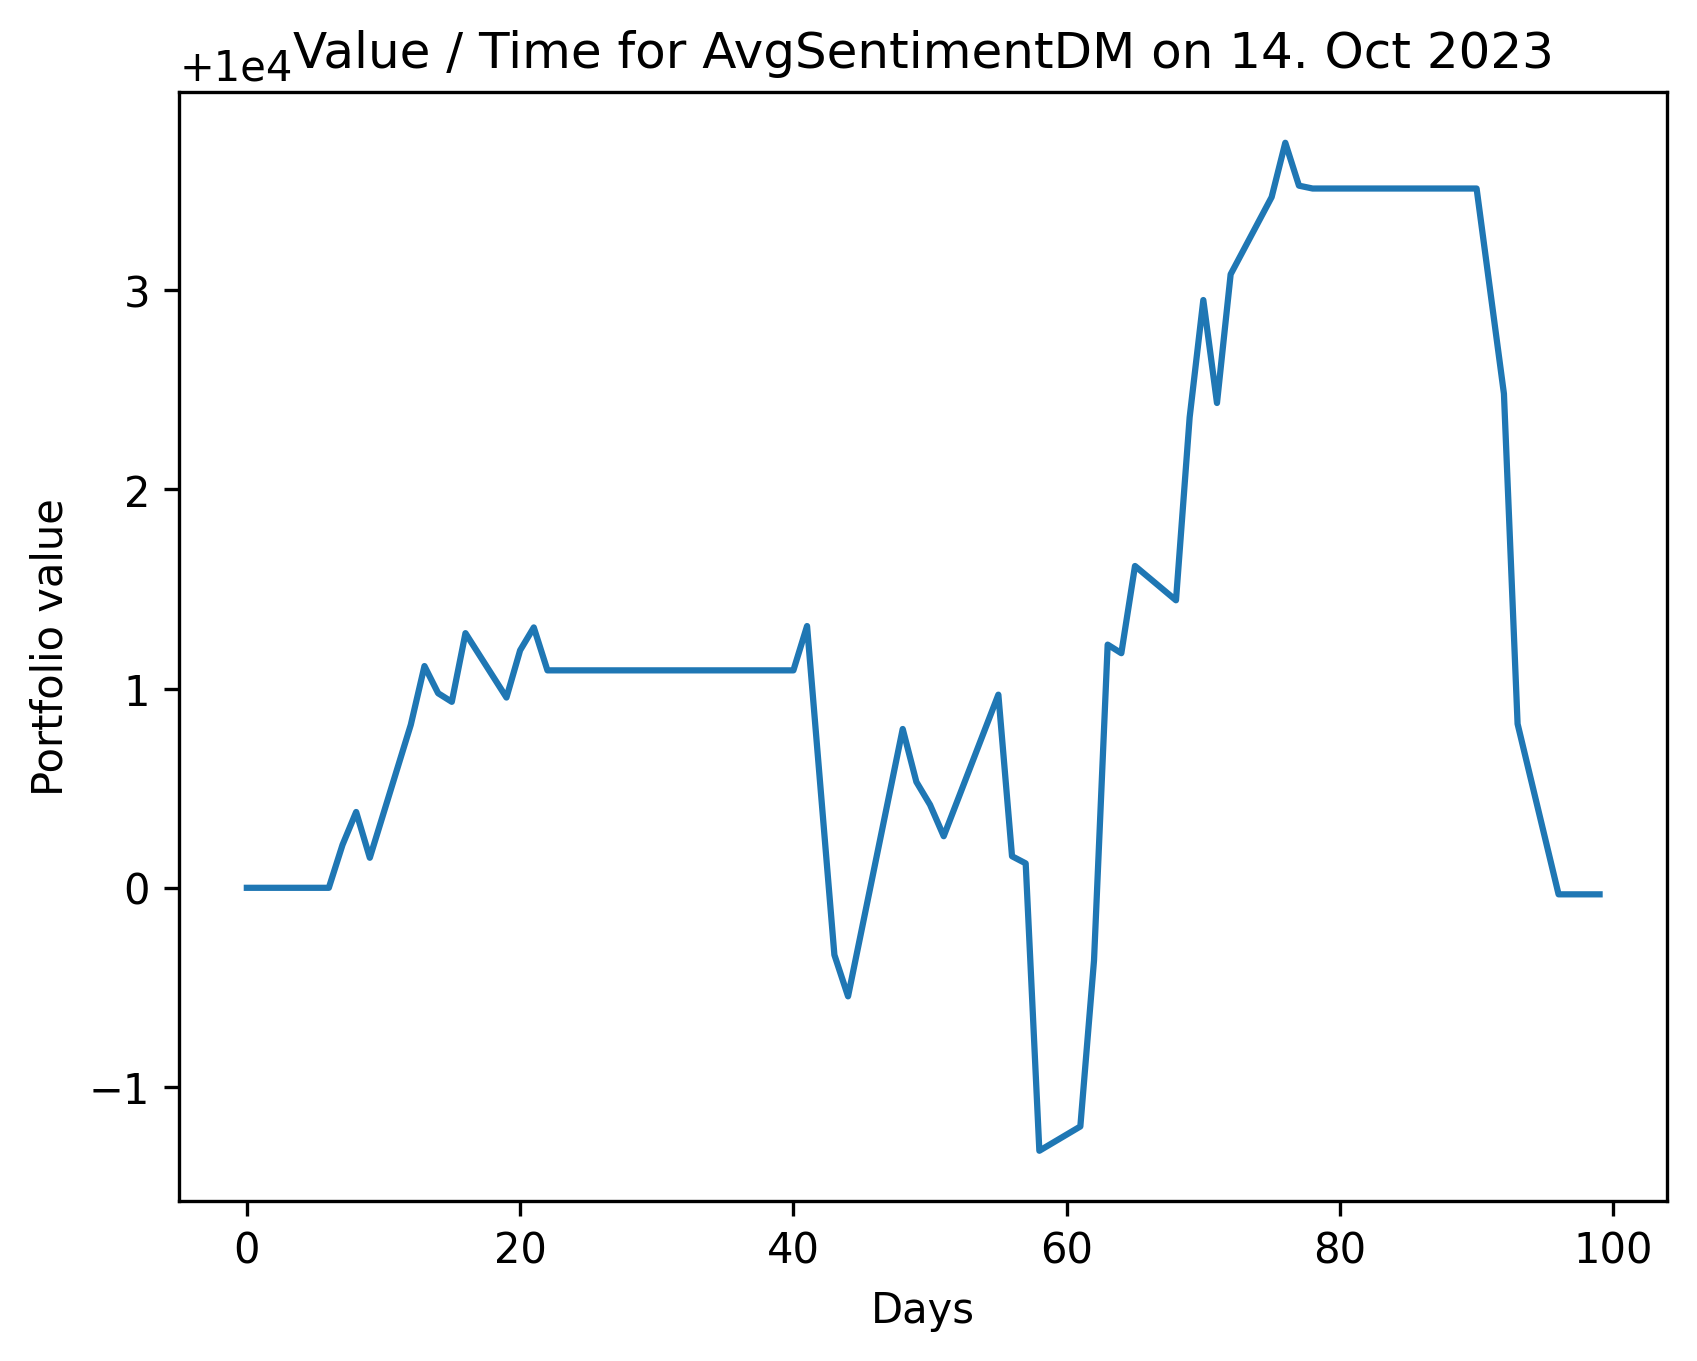 Value / Time for AvgSentimentDM on 14. Oct 2023
+1e4
3
2
1
0
−1
Portfolio value
0 20 40 60 80 100
Days